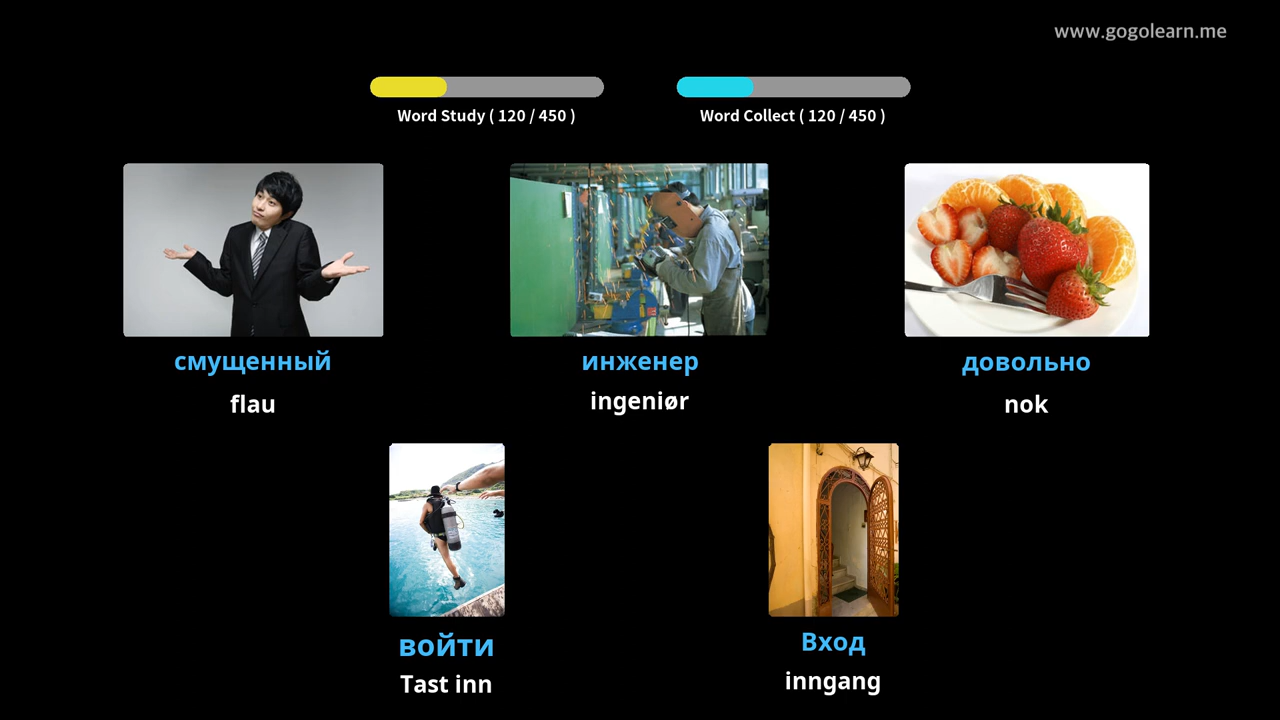 www.gogolearn.me
Word Study ( 120 / 450 )
Word Collect ( 120 / 450 )
смущенный
flau
инженер
ingeniør
довольно
nok
войти
Tast inn
Вход
inngang